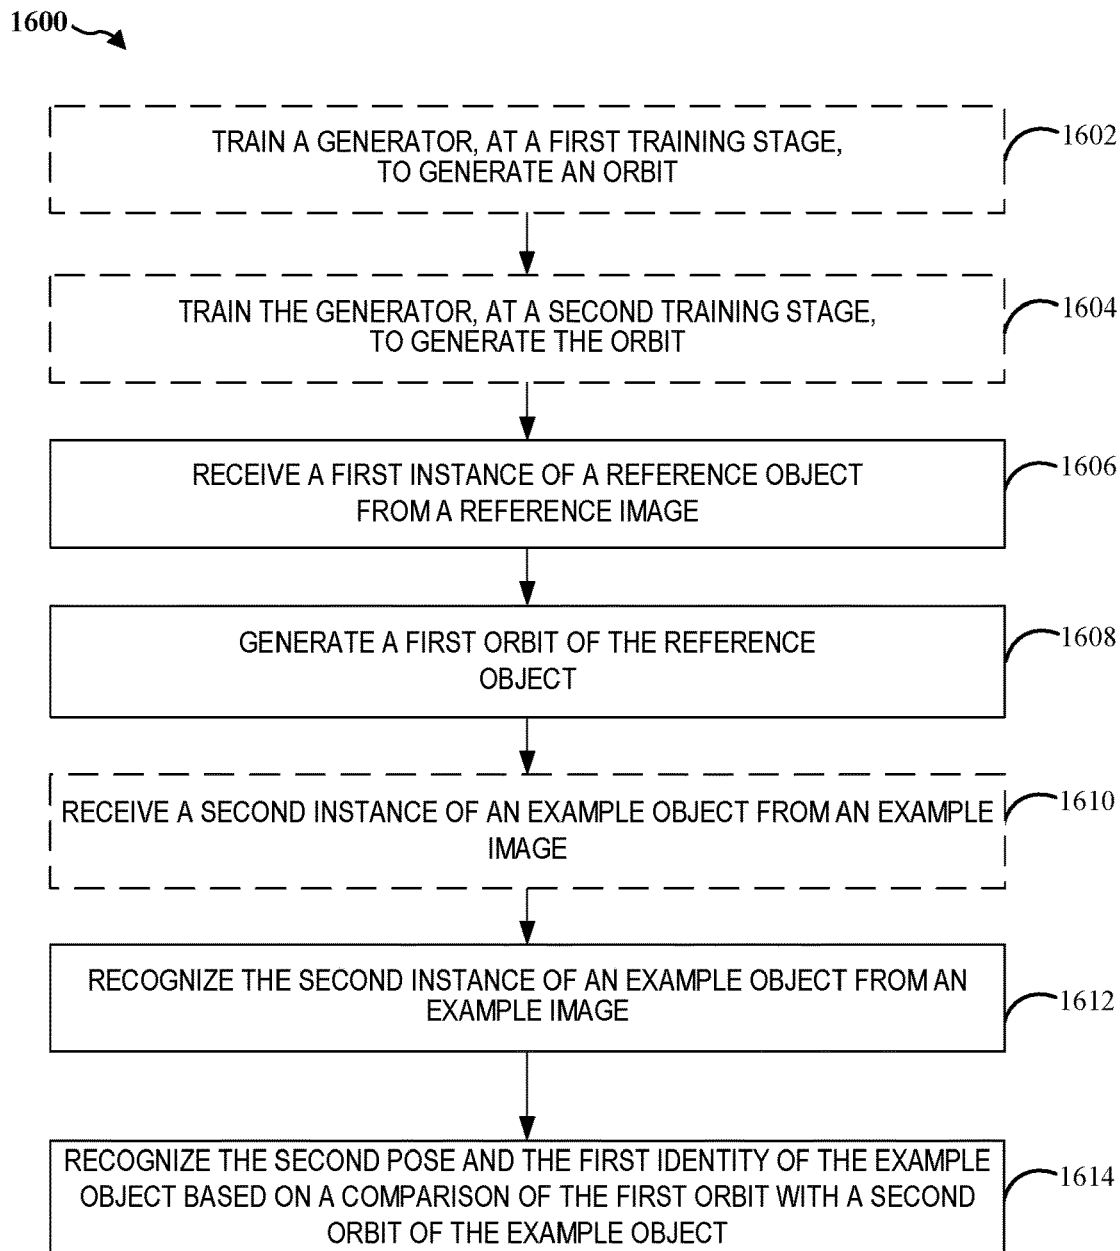 1600
TRAIN A GENERATOR, AT A FIRST TRAINING STAGE,
TO GENERATE AN ORBIT
1602
TRAIN THE GENERATOR, AT A SECOND TRAINING STAGE,
TO GENERATE THE ORBIT
1604
RECEIVE A FIRST INSTANCE OF A REFERENCE OBJECT
FROM A REFERENCE IMAGE
1606
GENERATE A FIRST ORBIT OF THE REFERENCE
OBJECT
1608
RECEIVE A SECOND INSTANCE OF AN EXAMPLE OBJECT FROM AN EXAMPLE
IMAGE
1610
RECOGNIZE THE SECOND INSTANCE OF AN EXAMPLE OBJECT FROM AN
EXAMPLE IMAGE
1612
RECOGNIZE THE SECOND POSE AND THE FIRST IDENTITY OF THE EXAMPLE
OBJECT BASED ON A COMPARISON OF THE FIRST ORBIT WITH A SECOND
ORBIT OF THE EXAMPLE OBJECT
1614